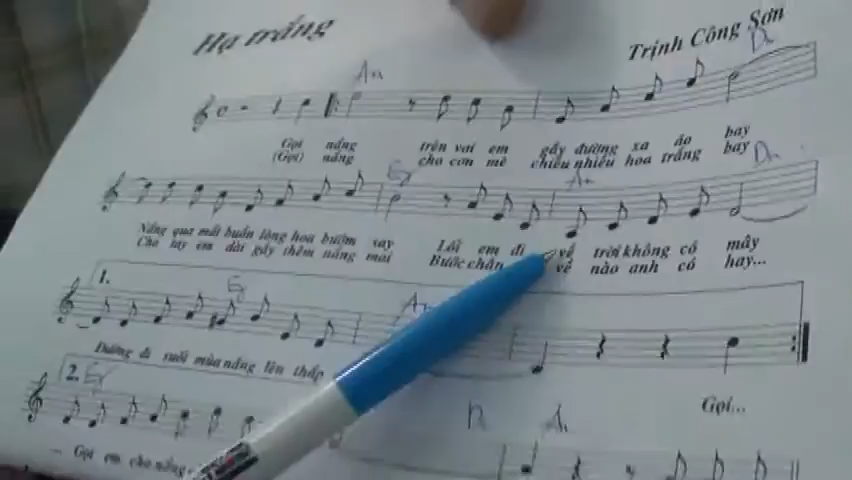 Hạ trắng
Trịnh Công Sơn
Am
Dm
Gọi nắng trên vai em gầy đường xa áo bay
(Gọi) nắng cho cơn mê chiều nhiều hoa trắng bay
Am
Dm
Nắng qua mắt buồn lòng hoa bướm say Lối em đi về trời không có mây
Cho tay em dài gầy thêm nắng mai Bước chân về nào anh có hay...
1.
Đường đi suốt mùa nắng lên thắp
Gọi...
2.
Gọi em cho nắng